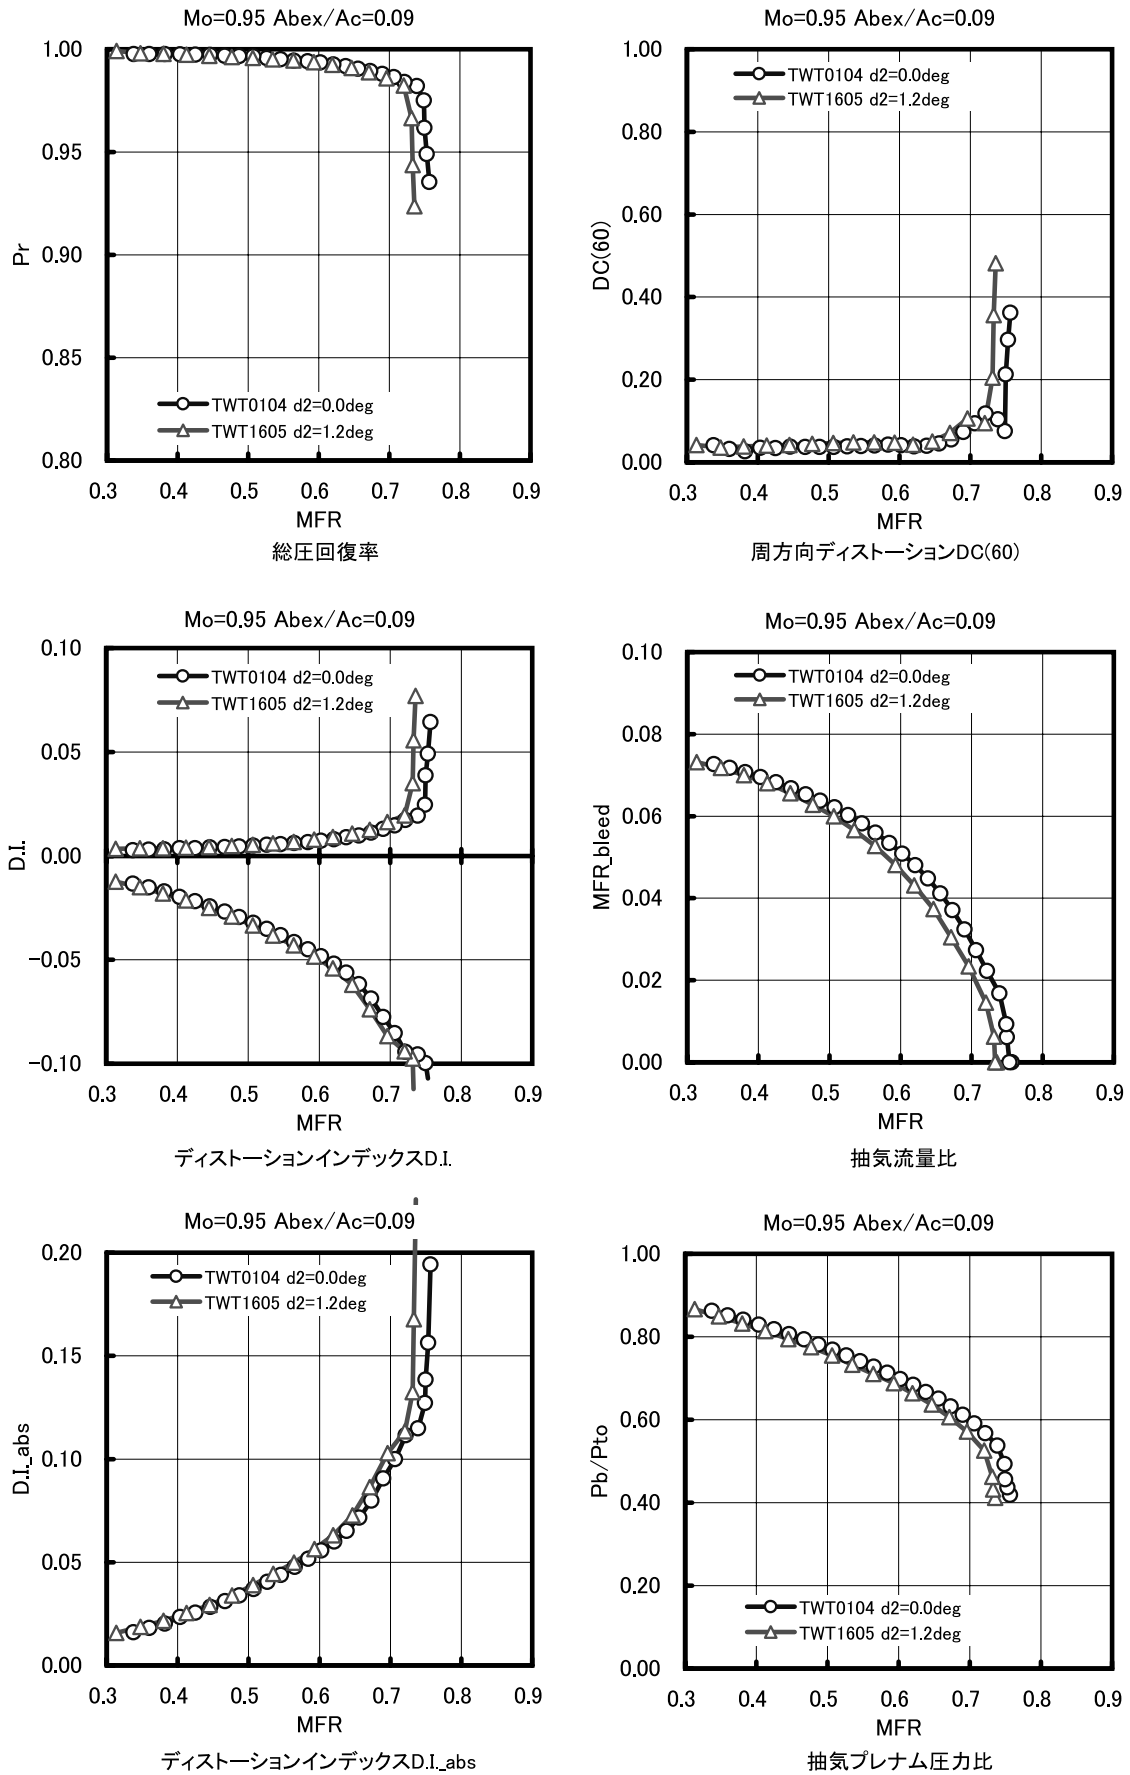 Mo=0.95 Abex/Ac=0.09
1.00
0.95
0.90
0.85
0.80
Pr
TWT0104 d2=0.0deg
TWT1605 d2=1.2deg
0.3 0.4 0.5 0.6 0.7 0.8 0.9
MFR
総圧回復率
Mo=0.95 Abex/Ac=0.09
1.00
0.80
0.60
0.40
0.20
0.00
DC(60)
TWT0104 d2=0.0deg
TWT1605 d2=1.2deg
0.3 0.4 0.5 0.6 0.7 0.8 0.9
MFR
周方向ディストーションDC(60)
Mo=0.95 Abex/Ac=0.09
0.10
0.05
0.00
-0.05
-0.10
D.I.
TWT0104 d2=0.0deg
TWT1605 d2=1.2deg
0.3 0.4 0.5 0.6 0.7 0.8 0.9
MFR
ディストーションインデックスD.I.
Mo=0.95 Abex/Ac=0.09
0.10
0.08
0.06
0.04
0.02
0.00
MFR_bleed
TWT0104 d2=0.0deg
TWT1605 d2=1.2deg
0.3 0.4 0.5 0.6 0.7 0.8 0.9
MFR
抽気流量比
Mo=0.95 Abex/Ac=0.09
0.20
0.15
0.10
0.05
0.00
D.I._abs
TWT0104 d2=0.0deg
TWT1605 d2=1.2deg
0.3 0.4 0.5 0.6 0.7 0.8 0.9
MFR
ディストーションインデックスD.I._abs
Mo=0.95 Abex/Ac=0.09
1.00
0.80
0.60
0.40
0.20
0.00
Pb/Pto
TWT0104 d2=0.0deg
TWT1605 d2=1.2deg
0.3 0.4 0.5 0.6 0.7 0.8 0.9
MFR
抽気プレナム圧力比